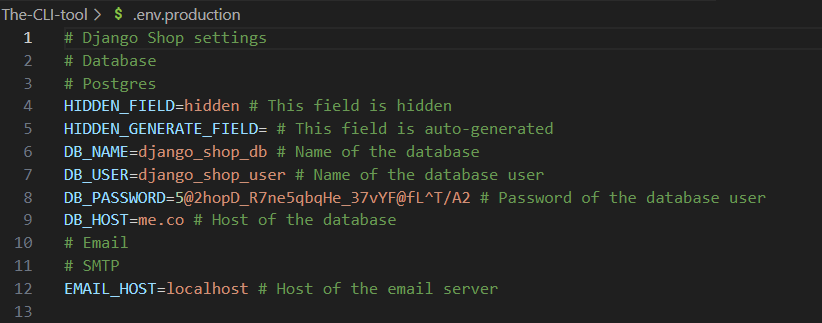 The-CLI-tool > $ .env.production
1 # Django Shop settings
2 # Database
3 # Postgres
4 HIDDEN_FIELD=hidden # This field is hidden
5 HIDDEN_GENERATE_FIELD= # This field is auto-generated
6 DB_NAME=django_shop_db # Name of the database
7 DB_USER=django_shop_user # Name of the database user
8 DB_PASSWORD=5@2hopD_R7ne5qbqHe_37vYF@fL^T/A2 # Password of the database user
9 DB_HOST=me.co # Host of the database
10 # Email
11 # SMTP
12 EMAIL_HOST=localhost # Host of the email server
13